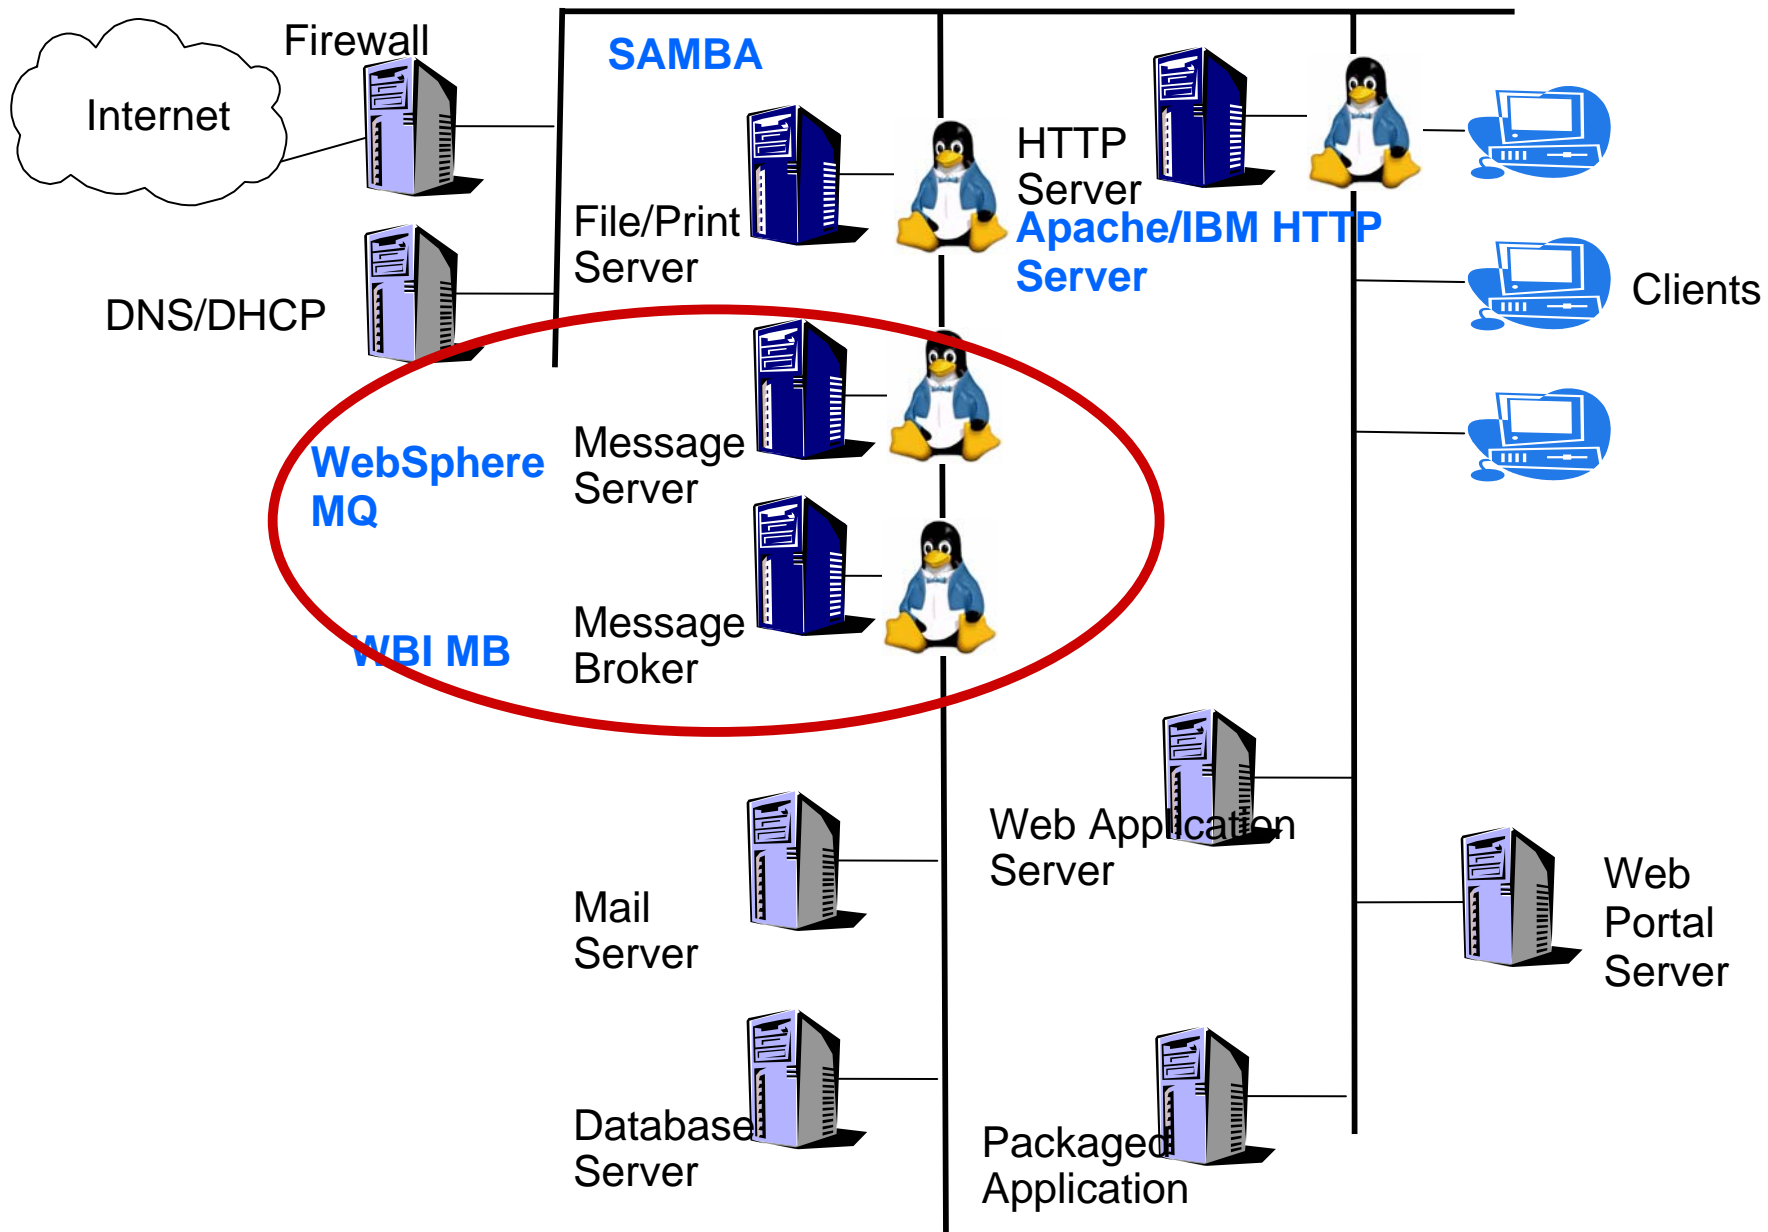 Firewall
Internet
SAMBA
File/Print
Server
HTTP
Server
Apache/IBM HTTP
Server
Clients
DNS/DHCP
WebSphere
MQ
Message
Server
WBI MB
Message
Broker
Web Application
Server
Mail
Server
Web
Portal
Server
Database
Server
Packaged
Application